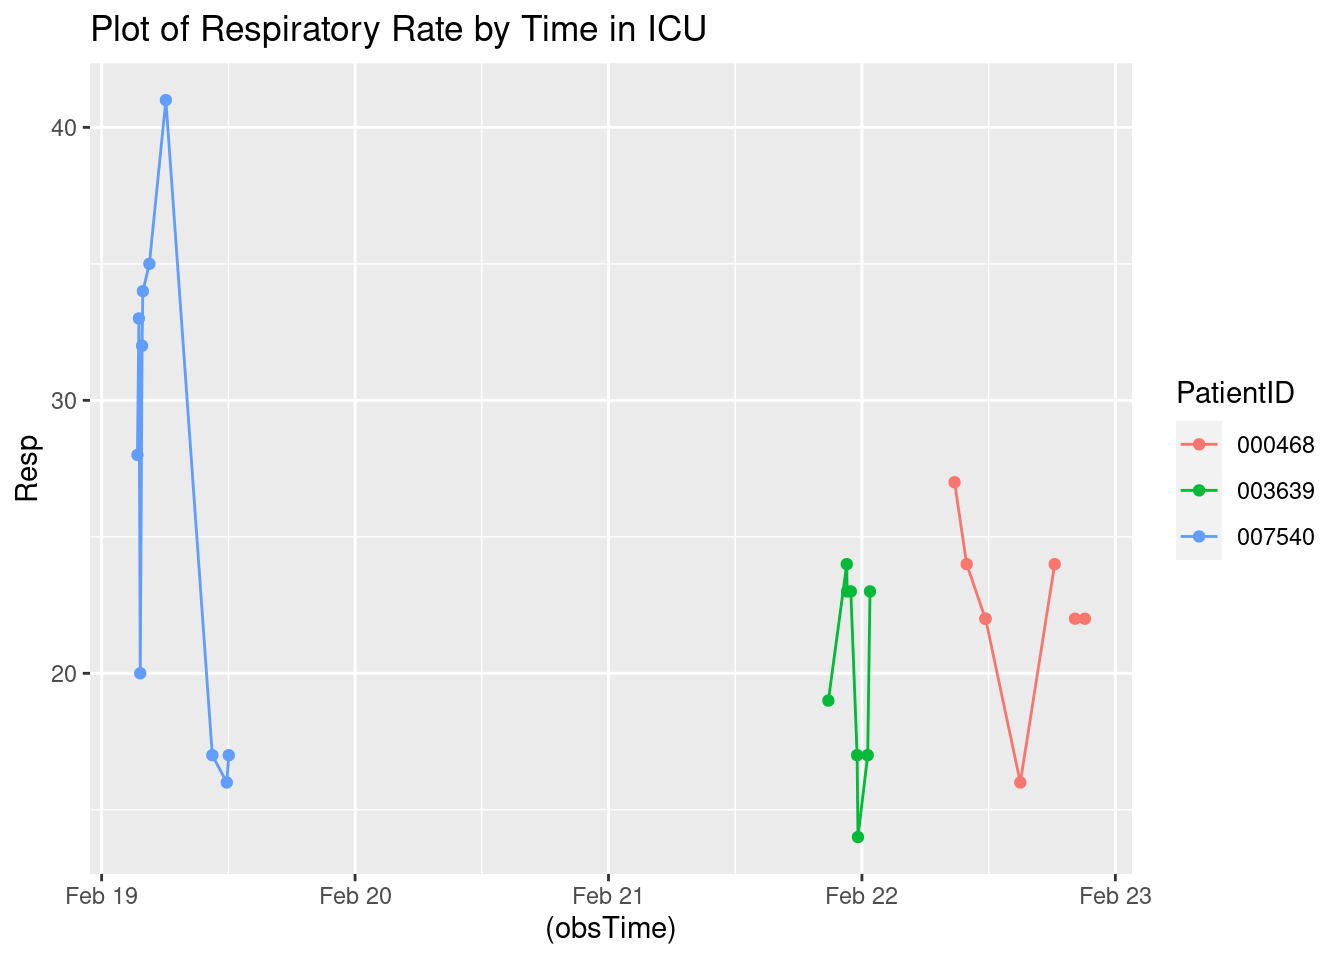 Plot of Respiratory Rate by Time in ICU
40
30
20
Resp
Feb 19 Feb 20 Feb 21 Feb 22 Feb 23
(obsTime)
PatientID
000468
003639
007540